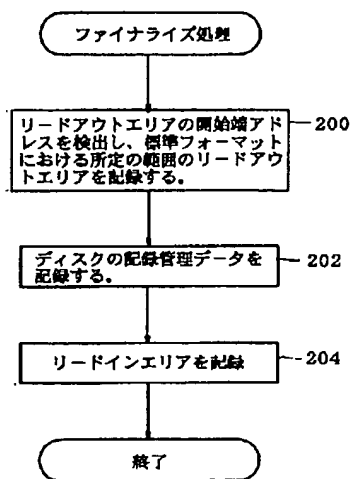 ファイナライズ処理
リードアウトエリアの開始端アド
レスを検出し、標準フォーマット
における所定の範囲のリードアウ
トエリアを記録する。
200
ディスクの記録管理データを
記録する。
202
リードインエリアを記録
204
終了